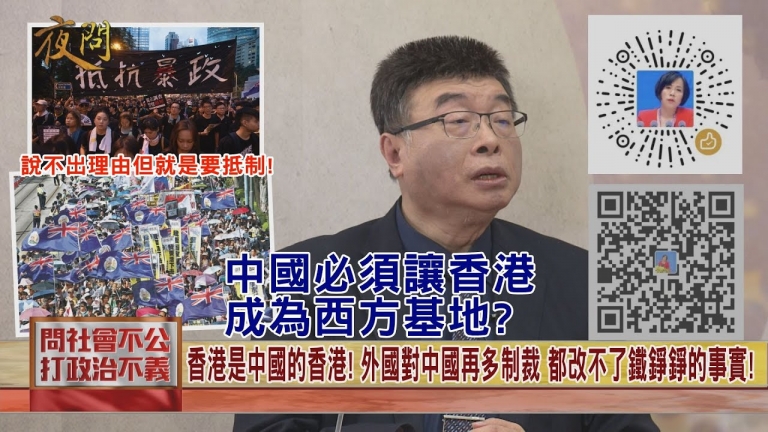 夜問
抵抗暴政
說不出理由但就是要抵制!
中國必須讓香港
成為西方基地?
問社會不公
打政治不義
香港是中國的香港! 外國對中國再多制裁 都改不了鐵錚錚的事實!